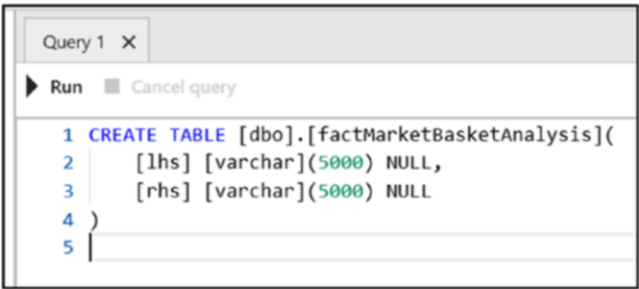 Query 1 ×
Run Cancel query
1 CREATE TABLE [dbo].[factMarketBasketAnalysis](
2 [lhs] [varchar](5000) NULL,
3 [rhs] [varchar](5000) NULL
4 )
5